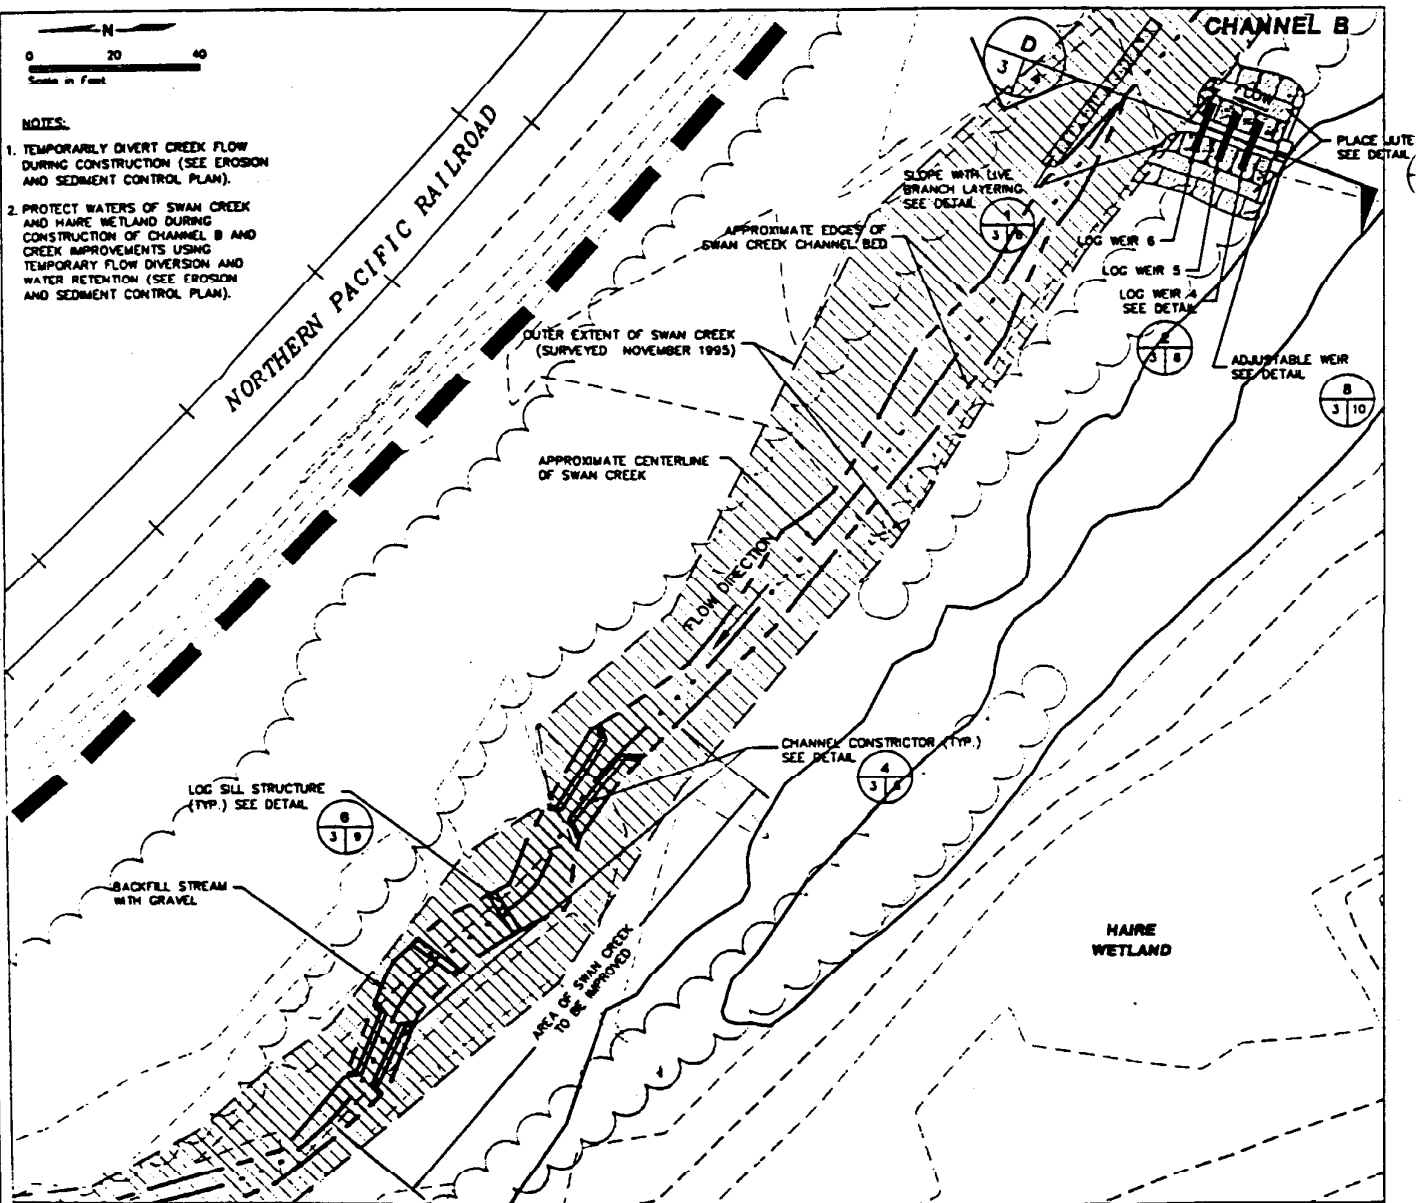 CHANNEL B
N
0 20 40
Scale in Feet
NOTES:
1. TEMPORARILY DIVERT CREEK FLOW
DURING CONSTRUCTION (SEE EROSION
AND SEDIMENT CONTROL PLAN).
2. PROTECT WATERS OF SWAN CREEK
AND HAIRE WETLAND DURING
CONSTRUCTION OF CHANNEL B AND
CREEK IMPROVEMENTS USING
TEMPORARY FLOW DIVERSION AND
WATER RETENTION (SEE EROSION
AND SEDIMENT CONTROL PLAN).
NORTHERN PACIFIC RAILROAD
D
3
FLOW
PLACE JUTE
SEE DETAIL
SLOPE WITH LIVE
BRANCH LAYERING
SEE DETAIL
3
APPROXIMATE EDGES OF
SWAN CREEK CHANNEL BED
LOG WEIR 6
LOG WEIR 5
LOG WEIR 4
SEE DETAIL
3 8
OUTER EXTENT OF SWAN CREEK
(SURVEYED NOVEMBER 1995)
ADJUSTABLE WEIR
SEE DETAIL
8
3 10
APPROXIMATE CENTERLINE
OF SWAN CREEK
FLOW DIRECTION
CHANNEL CONSTRICTOR (TYP.)
SEE DETAIL
4
3
LOG SILL STRUCTURE
(TYP.) SEE DETAIL
6
3 9
BACKFILL STREAM
WITH GRAVEL
AREA OF SWAN CREEK
TO BE IMPROVED
HAIRE
WETLAND